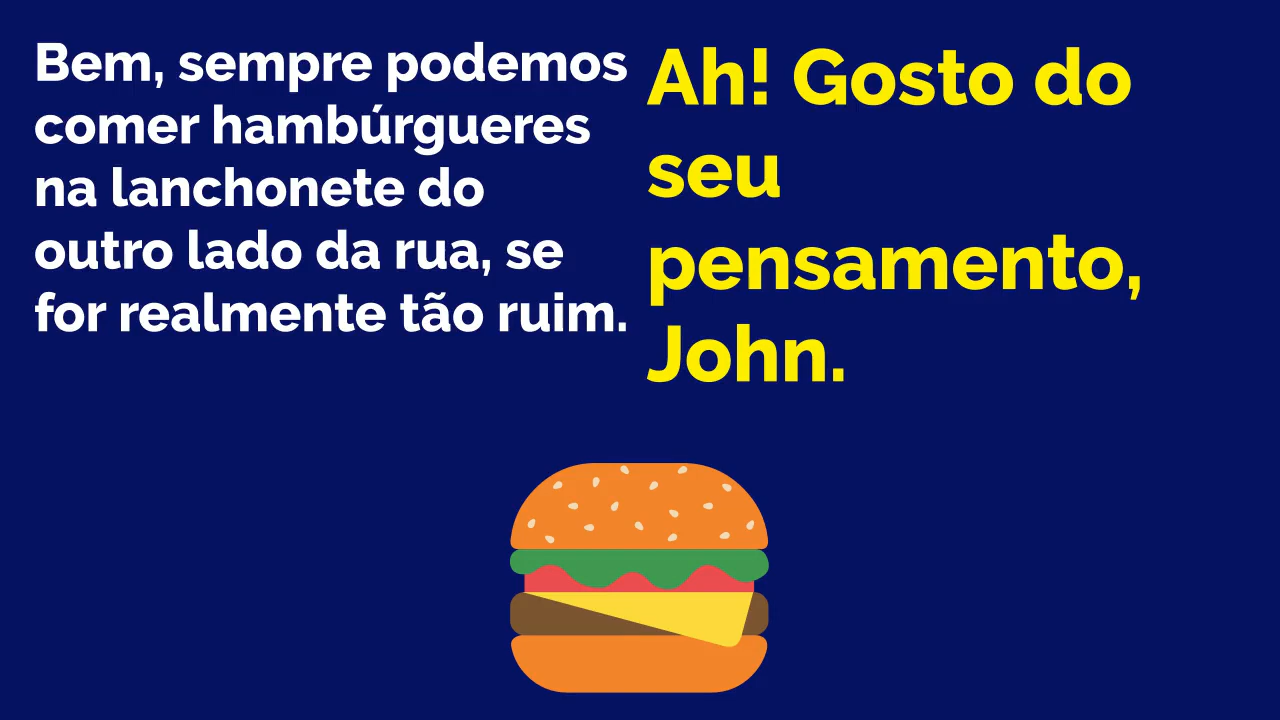 Bem, sempre podemos
comer hambúrgueres
na lanchonete do
outro lado da rua, se
for realmente tão ruim.
Ah! Gosto do
seu
pensamento,
John.